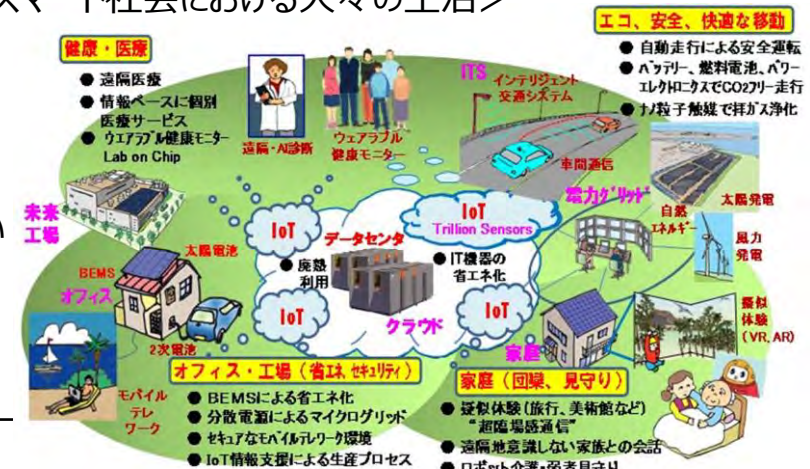 スマート社会における人々の生活＞
健康・医療
● 遠隔医療
● 情報ベースに個別
医療サービス
● ウエアラブル健康モニター
Lab on Chip
遠隔・AI診断
ウェアラブル
健康モニター
ITS
インテリジェント
交通システム
車間通信
エコ、安全、快適な移動
● 自動走行による安全運転
● バッテリー、燃料電池、パワー
エレクトロニクスでCO2フリー走行
● ナノ粒子触媒で排ガス浄化
電力グリッド
自然
エネルギー
太陽発電
風力
発電
未来
工場
い
太陽電池
BEMS
オフィス
2次電池
モバイル
テレ
ワーク
IoT
データセンタ
● 廃熱
利用
IoT
Trillion Sensors
● IT機器の
省エネ化
IoT
クラウド
IoT
家庭
疑似
体験
(VR, AR)
オフィス・工場（省エネ, セキュリティ）
● BEMSによる省エネ化
● 分散電源によるマイクログリッド
● セキュアなモバイルテレワーク環境
● IoT情報支援による生産プロセス
家庭（団欒、見守り）
● 疑似体験（旅行、美術館など）
“超臨場感通信”
● 遠隔地意識しない家族との会話
● ロボット介護・弱者見守り